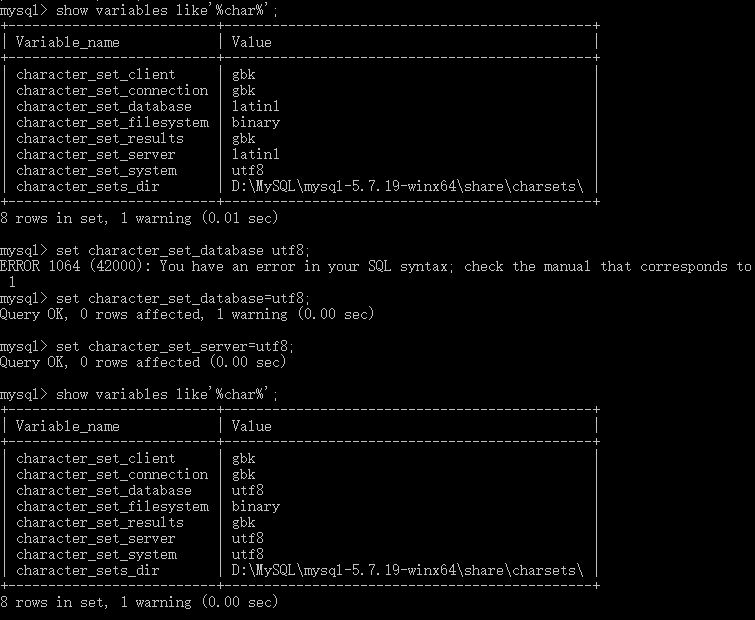 mysql> show variables like'%char%';
+--------------------------+-----------------------------------------------+
| Variable_name | Value |
+--------------------------+-----------------------------------------------+
| character_set_client | gbk |
| character_set_connection | gbk |
| character_set_database | latin1 |
| character_set_filesystem | binary |
| character_set_results | gbk |
| character_set_server | latin1 |
| character_set_system | utf8 |
| character_sets_dir | D:\MySQL\mysql-5.7.19-winx64\share\charsets\ |
+--------------------------+-----------------------------------------------+
8 rows in set, 1 warning (0.01 sec)
mysql> set character_set_database utf8;
ERROR 1064 (42000): You have an error in your SQL syntax; check the manual that corresponds to
1
mysql> set character_set_database=utf8;
Query OK, 0 rows affected, 1 warning (0.00 sec)
mysql> set character_set_server=utf8;
Query OK, 0 rows affected (0.00 sec)
mysql> show variables like'%char%';
+--------------------------+-----------------------------------------------+
| Variable_name | Value |
+--------------------------+-----------------------------------------------+
| character_set_client | gbk |
| character_set_connection | gbk |
| character_set_database | utf8 |
| character_set_filesystem | binary |
| character_set_results | gbk |
| character_set_server | utf8 |
| character_set_system | utf8 |
| character_sets_dir | D:\MySQL\mysql-5.7.19-winx64\share\charsets\ |
+--------------------------+-----------------------------------------------+
8 rows in set, 1 warning (0.00 sec)